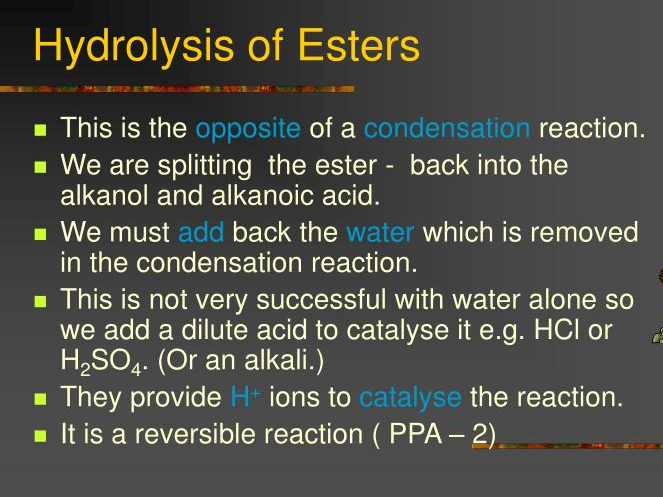 Hydrolysis of Esters
This is the opposite of a condensation reaction.
We are splitting  the ester -  back into the
alkanol and alkanoic acid.
We must add back the water which is removed
in the condensation reaction.
This is not very successful with water alone so
we add a dilute acid to catalyse it e.g. HCl or
H₂SO₄. (Or an alkali.)
They provide H⁺ ions to catalyse the reaction.
It is a reversible reaction ( PPA – 2)